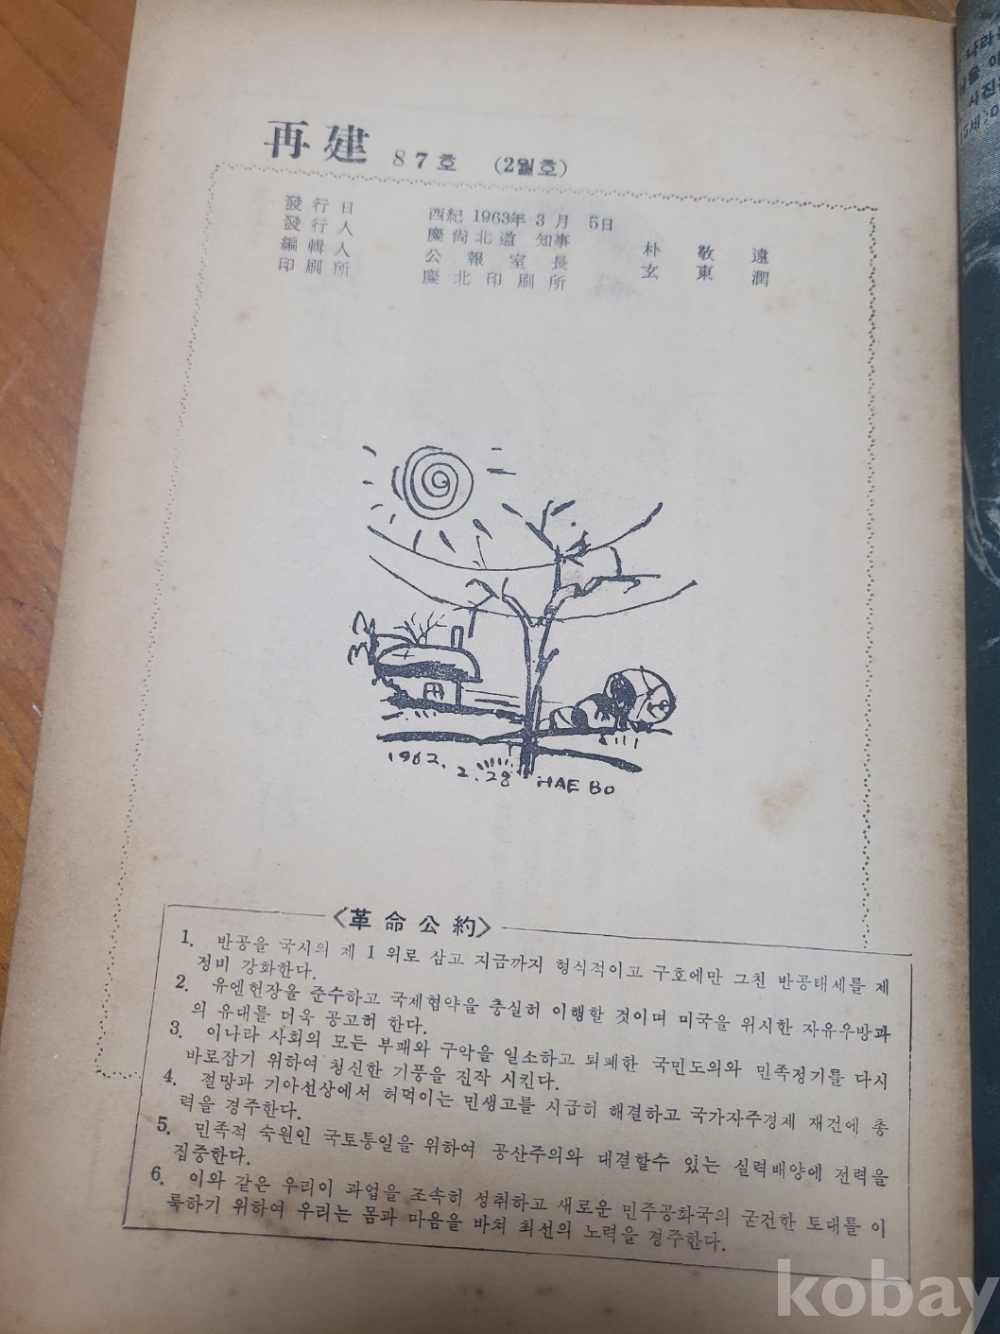 再建 87호 (2월호)
發行日 西紀 1963年 3月 5日
發行人 慶尙北道 知事 朴敬遠
編輯人 公報室長 玄東潤
印刷所 慶北印刷所
1962. 2. 28 HAE BO
〈革命公約〉
1. 반공을 국시의 제 1 위로 삼고 지금까지 형식적이고 구호에만 그친 반공태세를 제
정비 강화한다.
2. 유엔헌장을 준수하고 국제협약을 충실히 이행할 것이며 미국을 위시한 자유우방과
의 유대를 더욱 공고히 한다.
3. 이나라 사회의 모든 부패와 구악을 일소하고 퇴폐한 국민도의와 민족정기를 다시
바로잡기 위하여 청신한 기풍을 진작 시킨다.
4. 절망과 기아선상에서 허먹이는 민생고를 시급히 해결하고 국가자주경제 재건에 총
력을 경주한다.
5. 민족적 숙원인 국토통일을 위하여 공산주의와 대결할수 있는 실력배양에 전력을
집중한다.
6. 이와 같은 우리이 과업을 조속히 성취하고 새로운 민주공화국의 굳건한 토대를 이
룩하기 위하여 우리는 몸과 마음을 바쳐 최선의 노력을 경주한다.
kobay